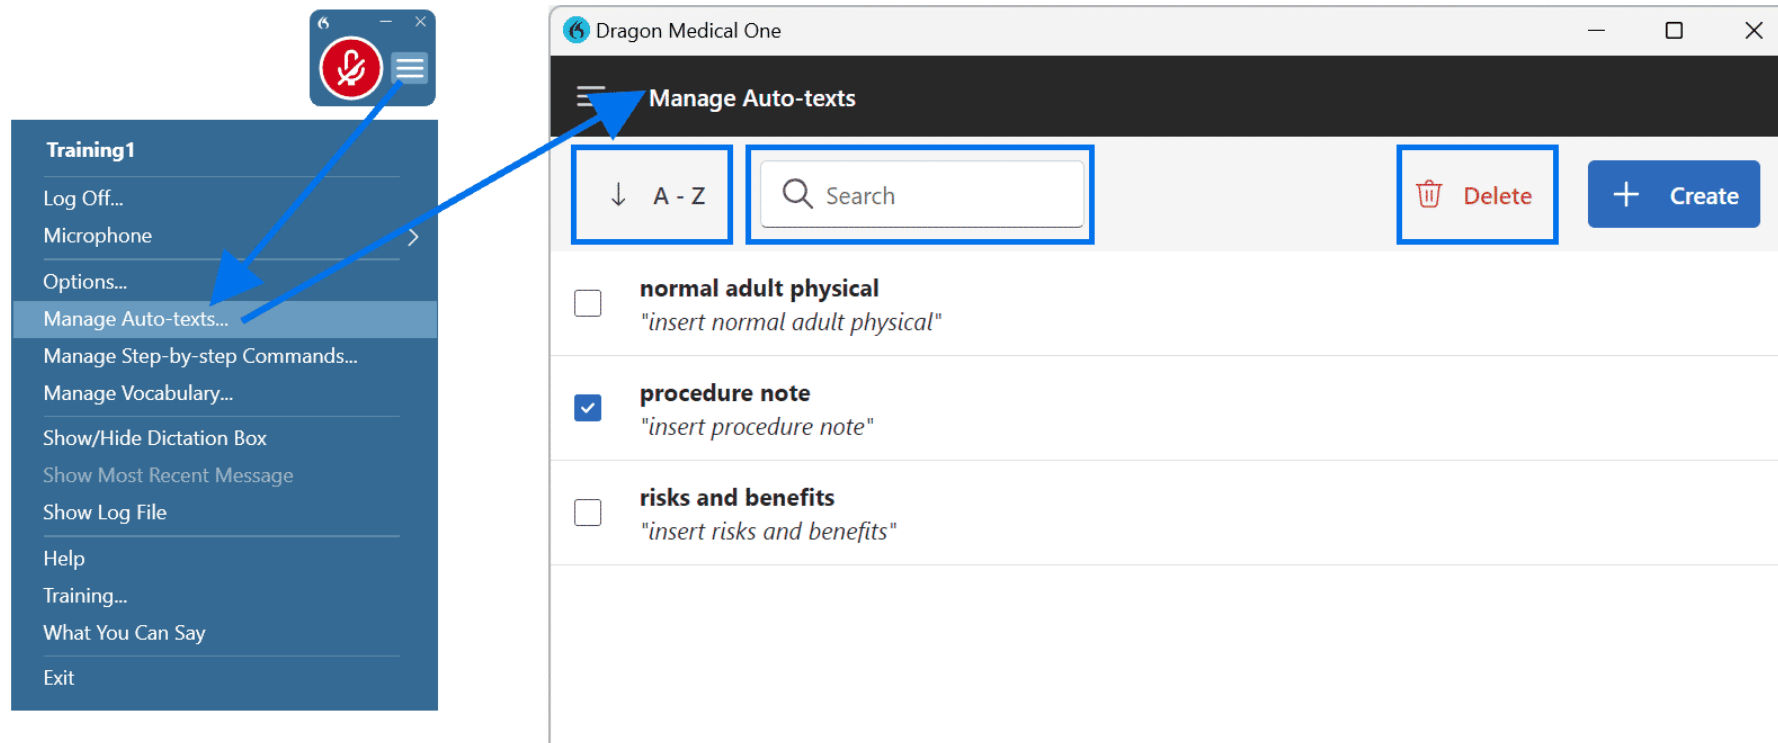 Training1
Log Off...
Microphone
Options...
Manage Auto-texts...
Manage Step-by-step Commands...
Manage Vocabulary...
Show/Hide Dictation Box
Show Most Recent Message
Show Log File
Help
Training...
What You Can Say
Exit
Dragon Medical One
Manage Auto-texts
A - Z
Search
Delete
Create
normal adult physical
"insert normal adult physical"
procedure note
"insert procedure note"
risks and benefits
"insert risks and benefits"